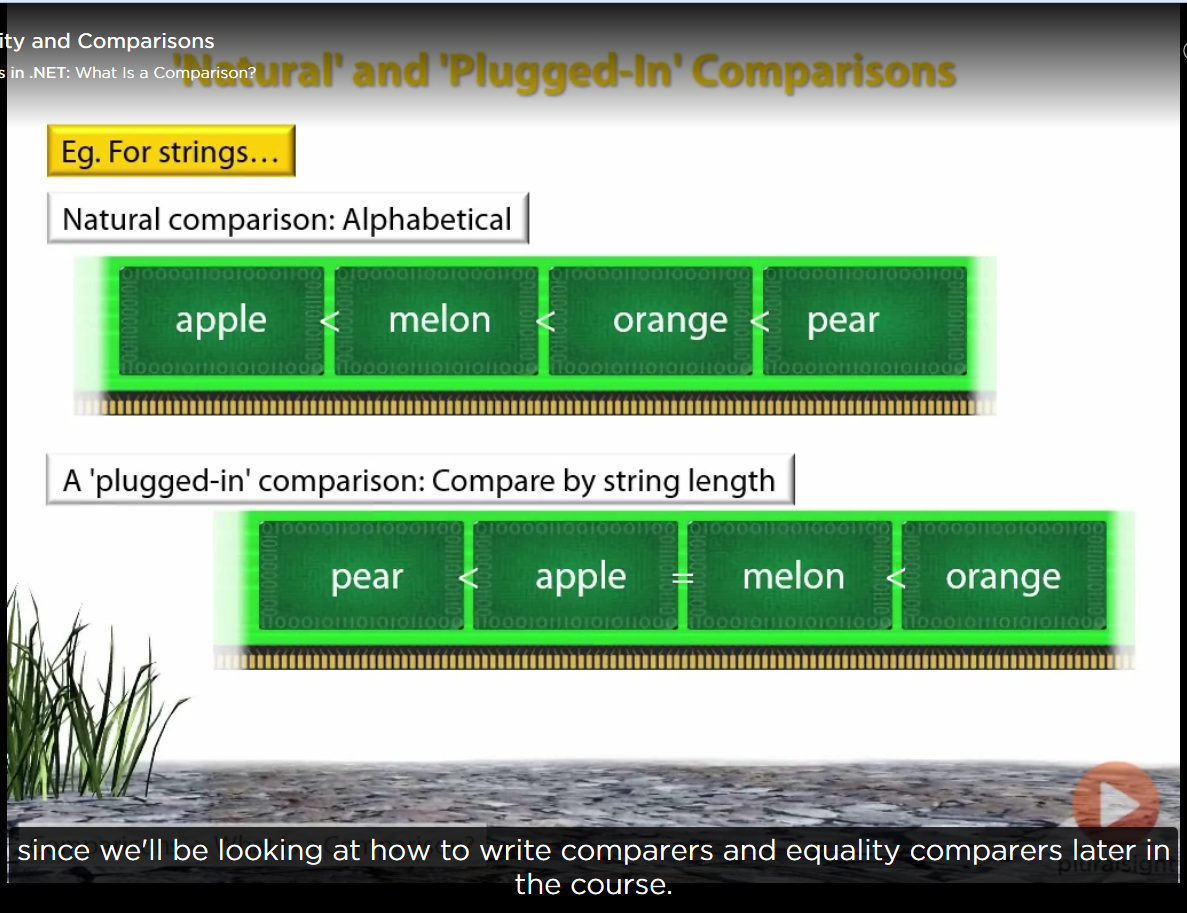 ity and Comparisons
s in .NET: What Is a Comparison?
'Natural' and 'Plugged-In' Comparisons
Eg. For strings...
Natural comparison: Alphabetical
apple < melon < orange < pear
A 'plugged-in' comparison: Compare by string length
pear < apple = melon < orange
since we'll be looking at how to write comparers and equality comparers later in
the course.
pluralsight